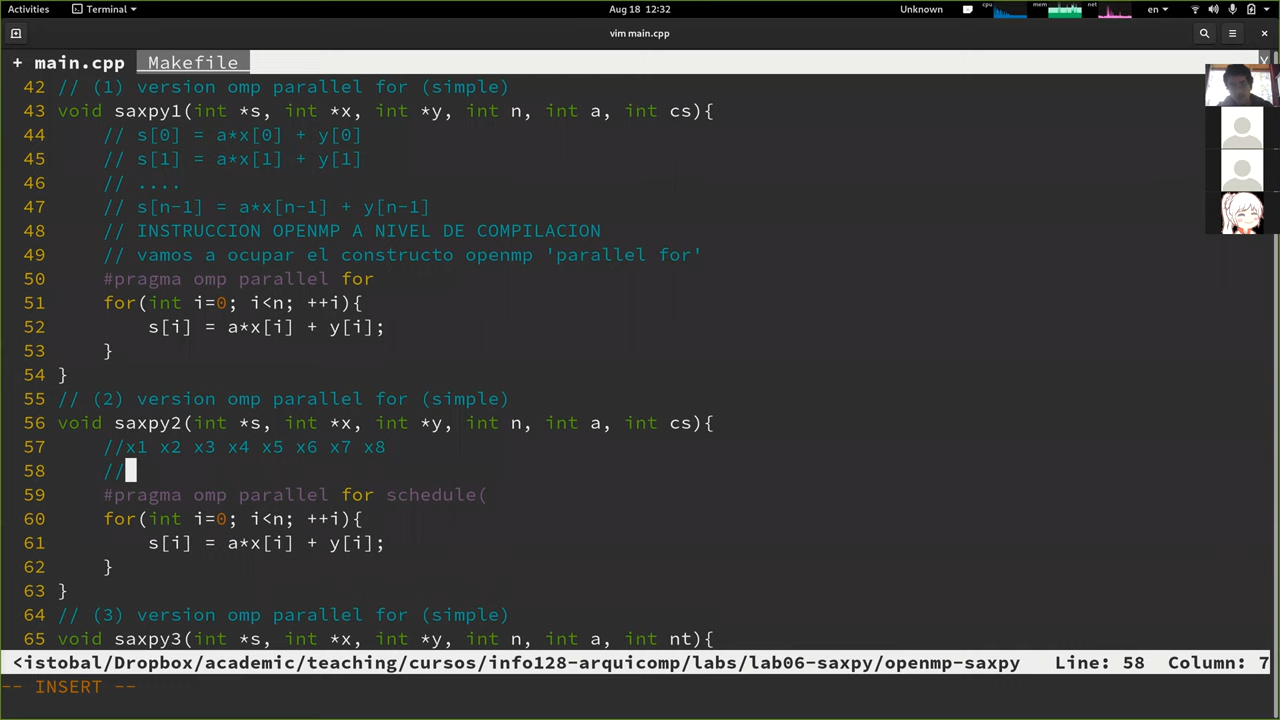 Activities Terminal Aug 18 12:32 Unknown cpu mem net en
vim main.cpp
+ main.cpp Makefile
42 // (1) version omp parallel for (simple)
43 void saxpy1(int *s, int *x, int *y, int n, int a, int cs){
44 // s[0] = a*x[0] + y[0]
45 // s[1] = a*x[1] + y[1]
46 // ....
47 // s[n-1] = a*x[n-1] + y[n-1]
48 // INSTRUCCION OPENMP A NIVEL DE COMPILACION
49 // vamos a ocupar el constructo openmp 'parallel for'
50 #pragma omp parallel for
51 for(int i=0; i<n; ++i){
52 s[i] = a*x[i] + y[i];
53 }
54 }
55 // (2) version omp parallel for (simple)
56 void saxpy2(int *s, int *x, int *y, int n, int a, int cs){
57 //x1 x2 x3 x4 x5 x6 x7 x8
58 //
59 #pragma omp parallel for schedule(
60 for(int i=0; i<n; ++i){
61 s[i] = a*x[i] + y[i];
62 }
63 }
64 // (3) version omp parallel for (simple)
65 void saxpy3(int *s, int *x, int *y, int n, int a, int nt){
<istobal/Dropbox/academic/teaching/cursos/info128-arquicomp/labs/lab06-saxpy/openmp-saxpy Line: 58 Column: 7
-- INSERT --